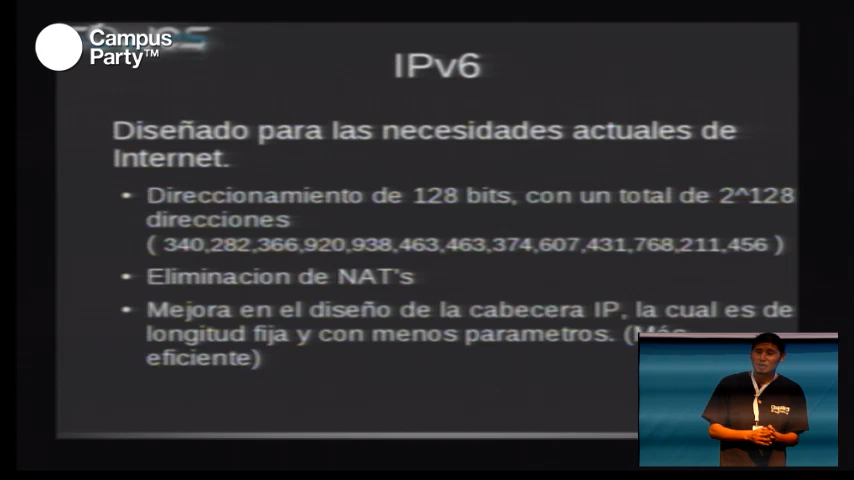 Campus
Party™
IPv6
Diseñado para las necesidades actuales de
Internet.
• Direccionamiento de 128 bits, con un total de 2^128
direcciones
( 340,282,366,920,938,463,463,374,607,431,768,211,456 )
• Eliminacion de NAT's
• Mejora en el diseño de la cabecera IP, la cual es de
longitud fija y con menos parametros. (Más
eficiente)